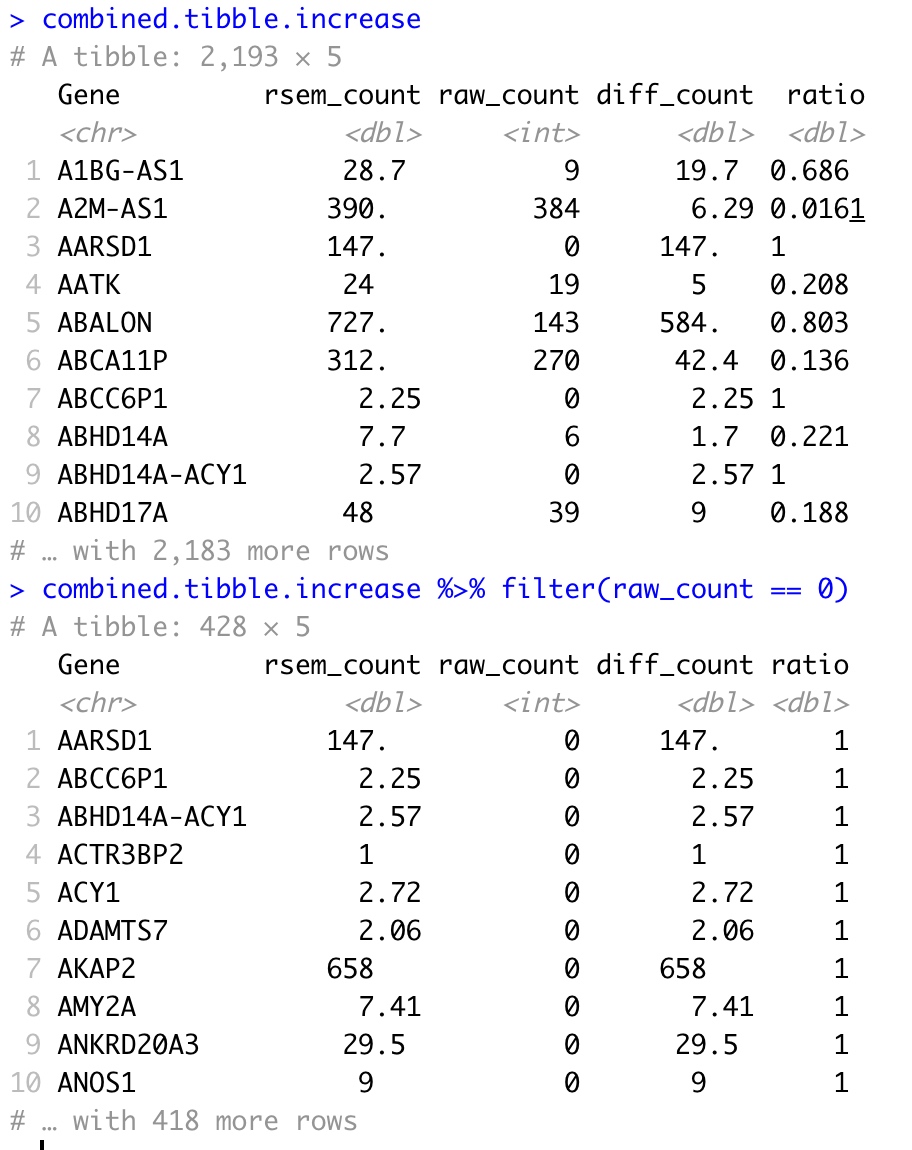 > combined.tibble.increase
# A tibble: 2,193 × 5
Gene rsem_count raw_count diff_count ratio
<chr> <dbl> <int> <dbl> <dbl>
1 A1BG-AS1 28.7 9 19.7 0.686
2 A2M-AS1 390. 384 6.29 0.0161
3 AARSD1 147. 0 147. 1
4 AATK 24 19 5 0.208
5 ABALON 727. 143 584. 0.803
6 ABCA11P 312. 270 42.4 0.136
7 ABCC6P1 2.25 0 2.25 1
8 ABHD14A 7.7 6 1.7 0.221
9 ABHD14A-ACY1 2.57 0 2.57 1
10 ABHD17A 48 39 9 0.188
# … with 2,183 more rows
> combined.tibble.increase %>% filter(raw_count == 0)
# A tibble: 428 × 5
Gene rsem_count raw_count diff_count ratio
<chr> <dbl> <int> <dbl> <dbl>
1 AARSD1 147. 0 147. 1
2 ABCC6P1 2.25 0 2.25 1
3 ABHD14A-ACY1 2.57 0 2.57 1
4 ACTR3BP2 1 0 1 1
5 ACY1 2.72 0 2.72 1
6 ADAMTS7 2.06 0 2.06 1
7 AKAP2 658 0 658 1
8 AMY2A 7.41 0 7.41 1
9 ANKRD20A3 29.5 0 29.5 1
10 ANOS1 9 0 9 1
# … with 418 more rows